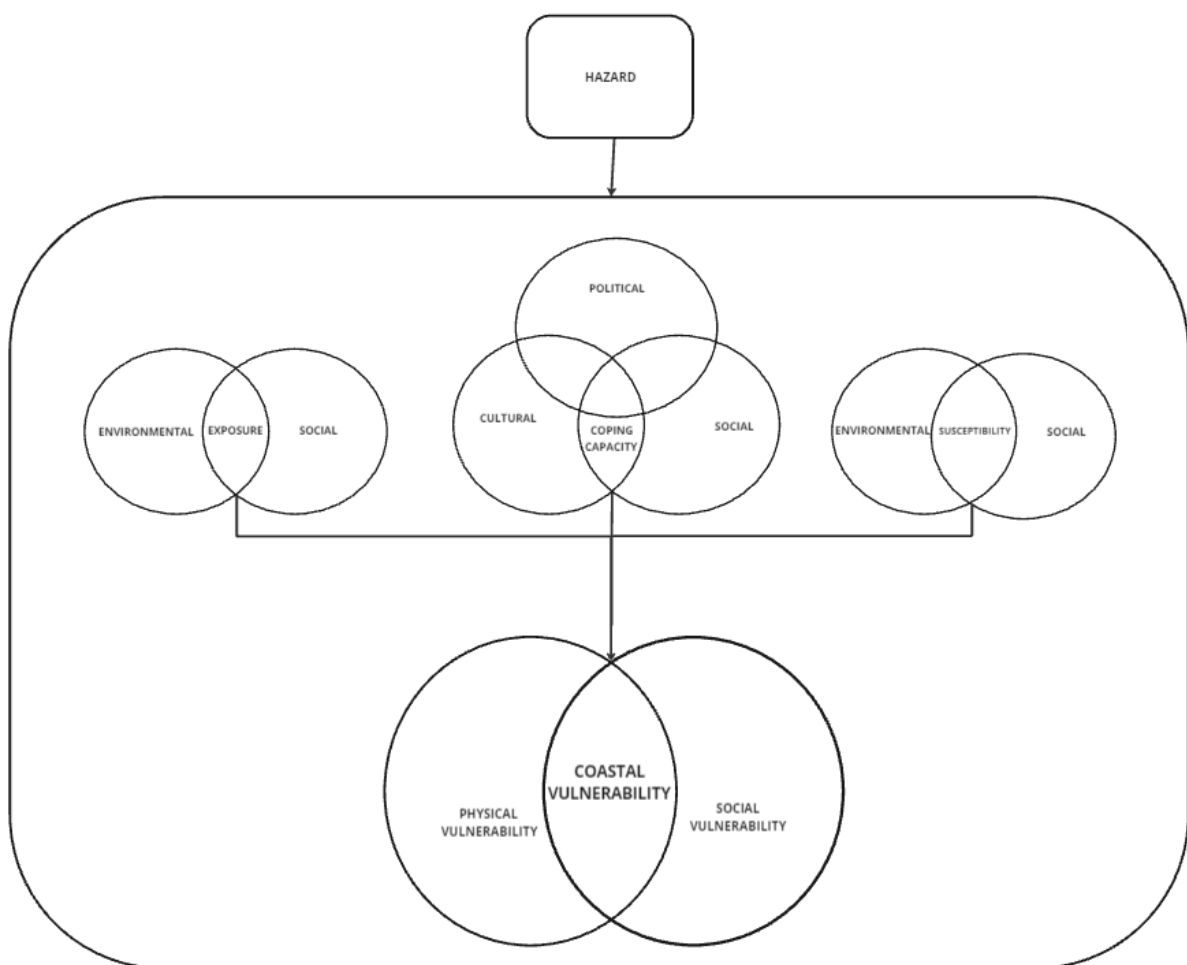 HAZARD
POLITICAL
ENVIRONMENTAL
EXPOSURE
SOCIAL
CULTURAL
COPING
CAPACITY
SOCIAL
ENVIRONMENTAL
SUSCEPTIBILITY
SOCIAL
COASTAL
VULNERABILITY
PHYSICAL
VULNERABILITY
SOCIAL
VULNERABILITY